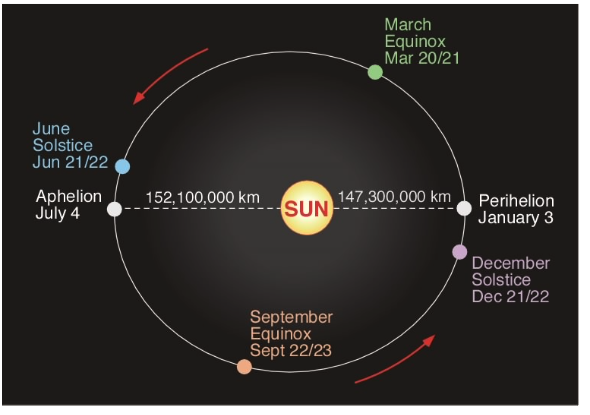 March
Equinox
Mar 20/21
June
Solstice
Jun 21/22
Aphelion
July 4
152,100,000 km
SUN
147,300,000 km
Perihelion
January 3
December
Solstice
Dec 21/22
September
Equinox
Sept 22/23